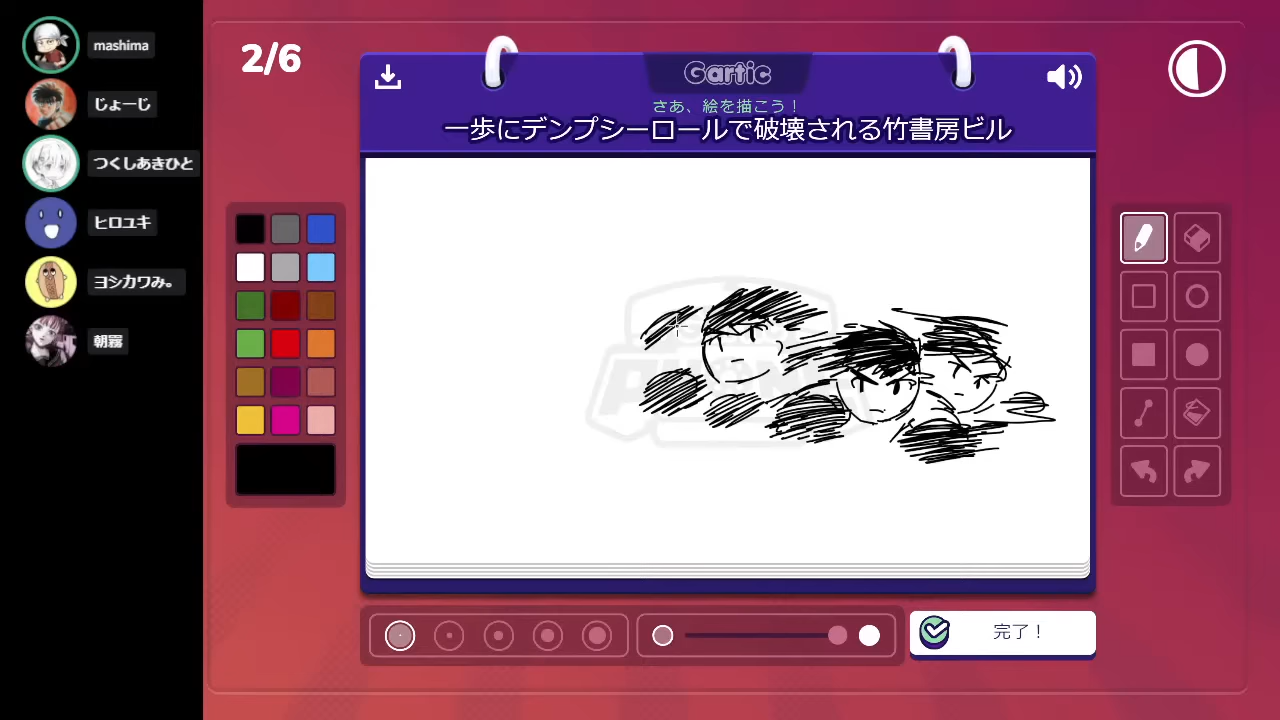 mashima
じょーじ
つくしあきひと
ヒロユキ
ヨシカワみ。
朝霧
2/6
Gartic
さあ、絵を描こう！
一歩にデンプシーロールで破壊される竹書房ビル
完了！